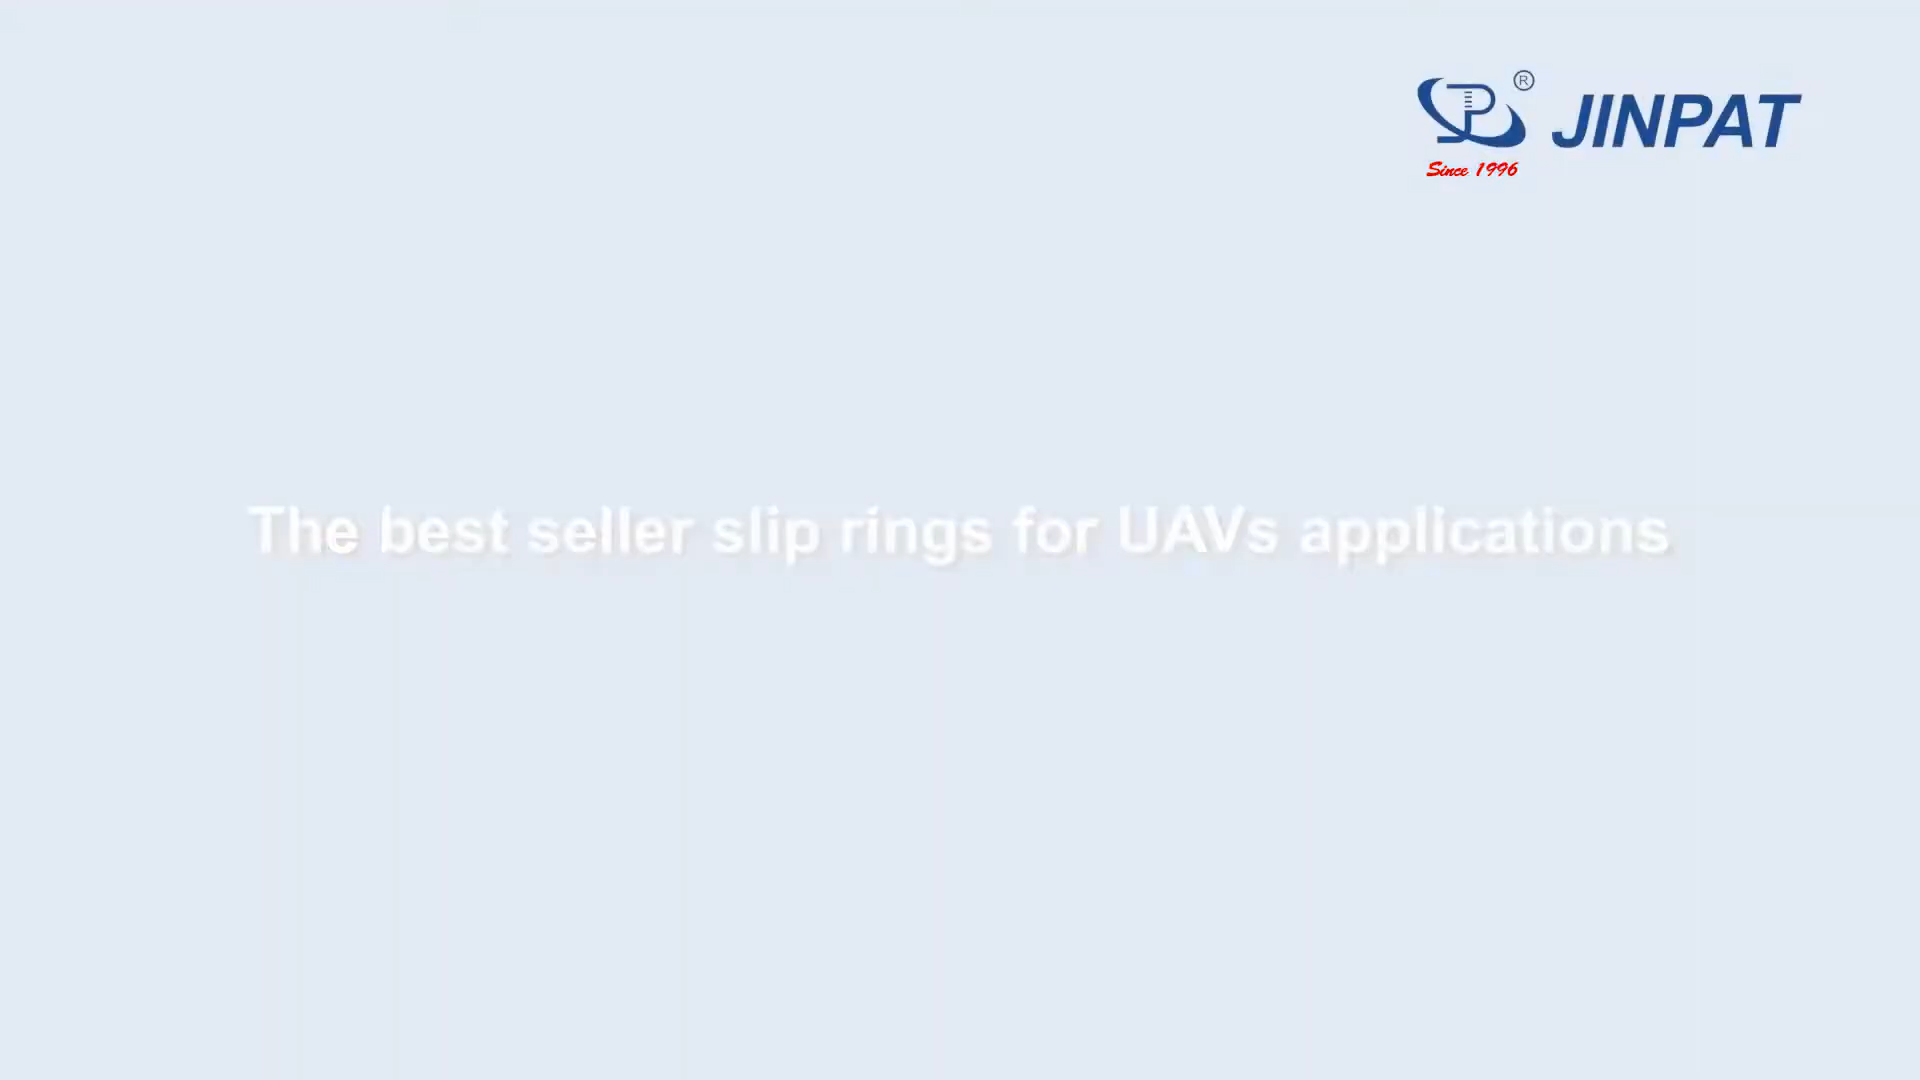 ®
JINPAT
Since 1996
The best seller slip rings for UAVs applications